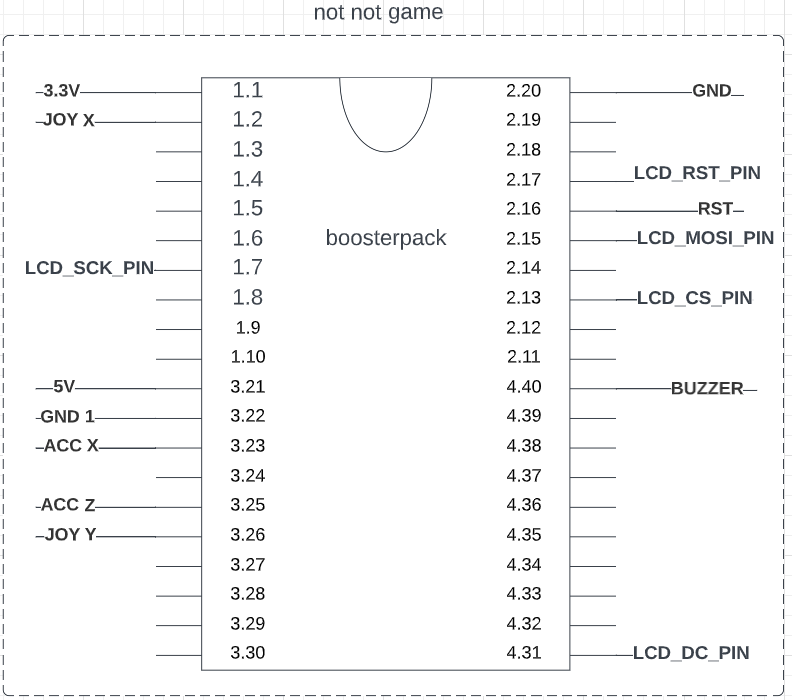 not not game
3.3V 1.1 2.20 GND
JOY X 1.2 2.19
1.3 2.18
1.4 2.17 LCD_RST_PIN
1.5 2.16 RST
1.6 boosterpack 2.15 LCD_MOSI_PIN
LCD_SCK_PIN 1.7 2.14
1.8 2.13 LCD_CS_PIN
1.9 2.12
1.10 2.11
5V 3.21 4.40 BUZZER
GND 1 3.22 4.39
ACC X 3.23 4.38
3.24 4.37
ACC Z 3.25 4.36
JOY Y 3.26 4.35
3.27 4.34
3.28 4.33
3.29 4.32
3.30 4.31 LCD_DC_PIN